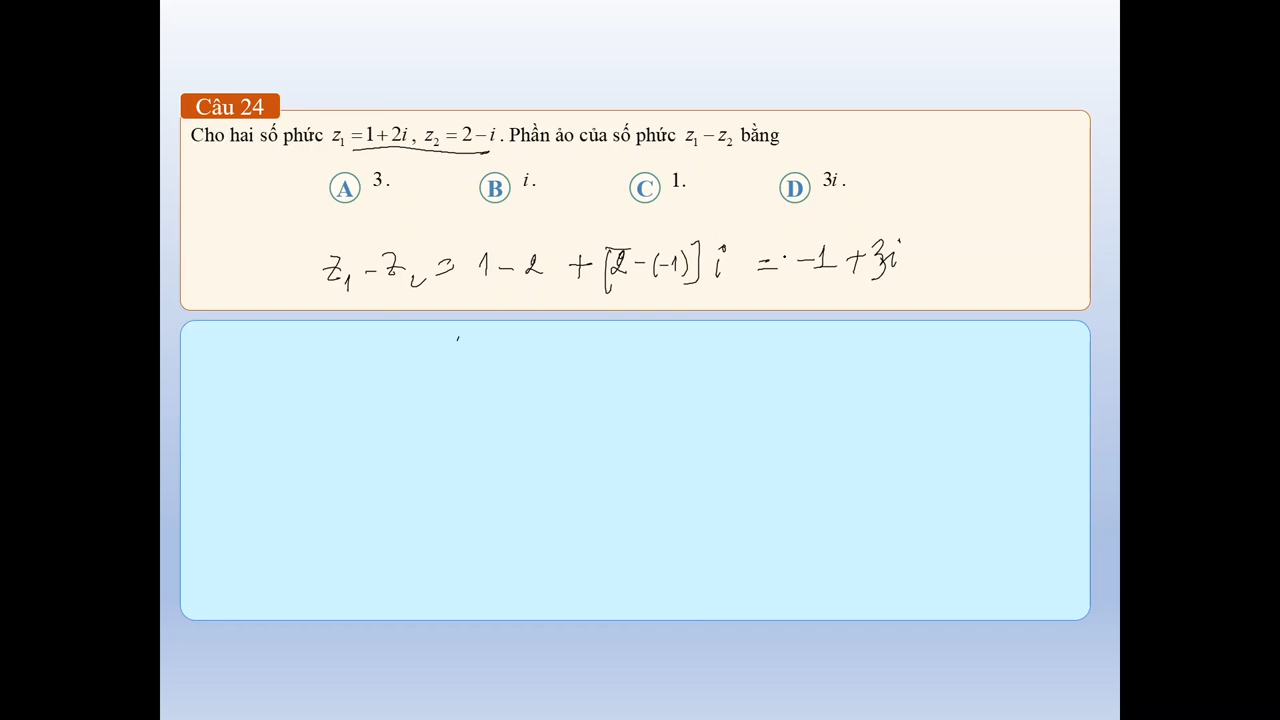 Câu 24
Cho hai số phức z₁ = 1 + 2i , z₂ = 2 − i . Phần ảo của số phức z₁ − z₂ bằng
A 3 . B i . C 1. D 3i .
z₁ − z₂ = 1 − 2 + [2 − (−1)] i = −1 + 3i